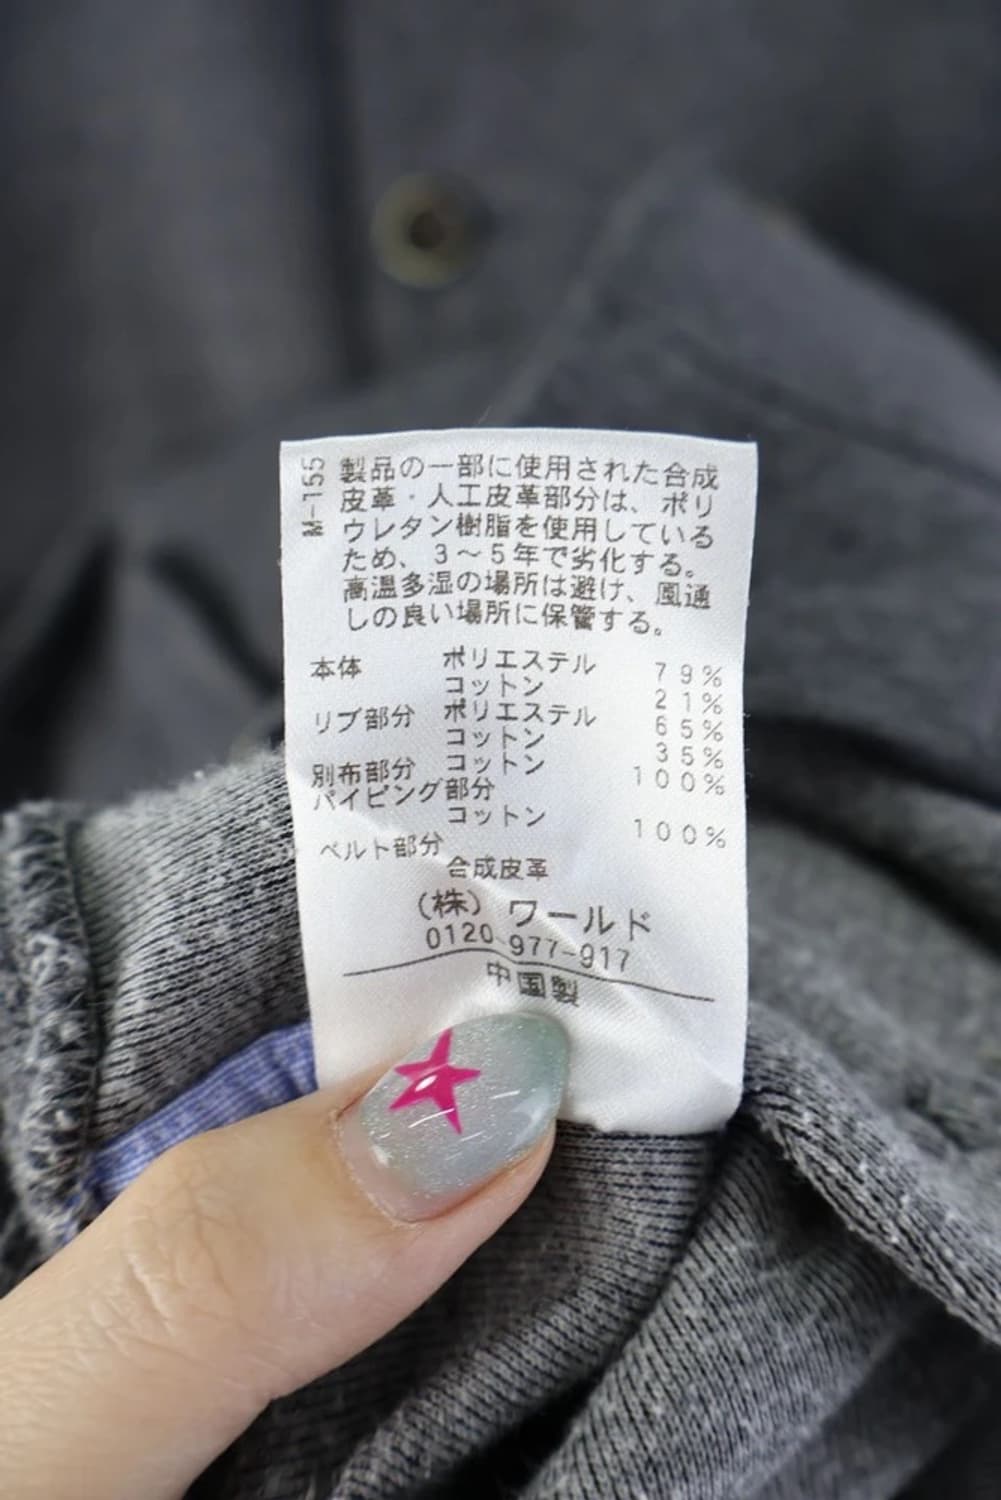 M-155
製品の一部に使用された合成
皮革・人工皮革部分は、ポリ
ウレタン樹脂を使用している
ため、3～5年で劣化する。
高温多湿の場所は避け、風通
しの良い場所に保管する。
本体 ポリエステル 79%
コットン 21%
リブ部分 ポリエステル 65%
コットン 35%
別布部分 コットン 100%
パイピング部分
コットン 100%
ベルト部分
合成皮革
(株) ワールド
0120-977-917
中国製